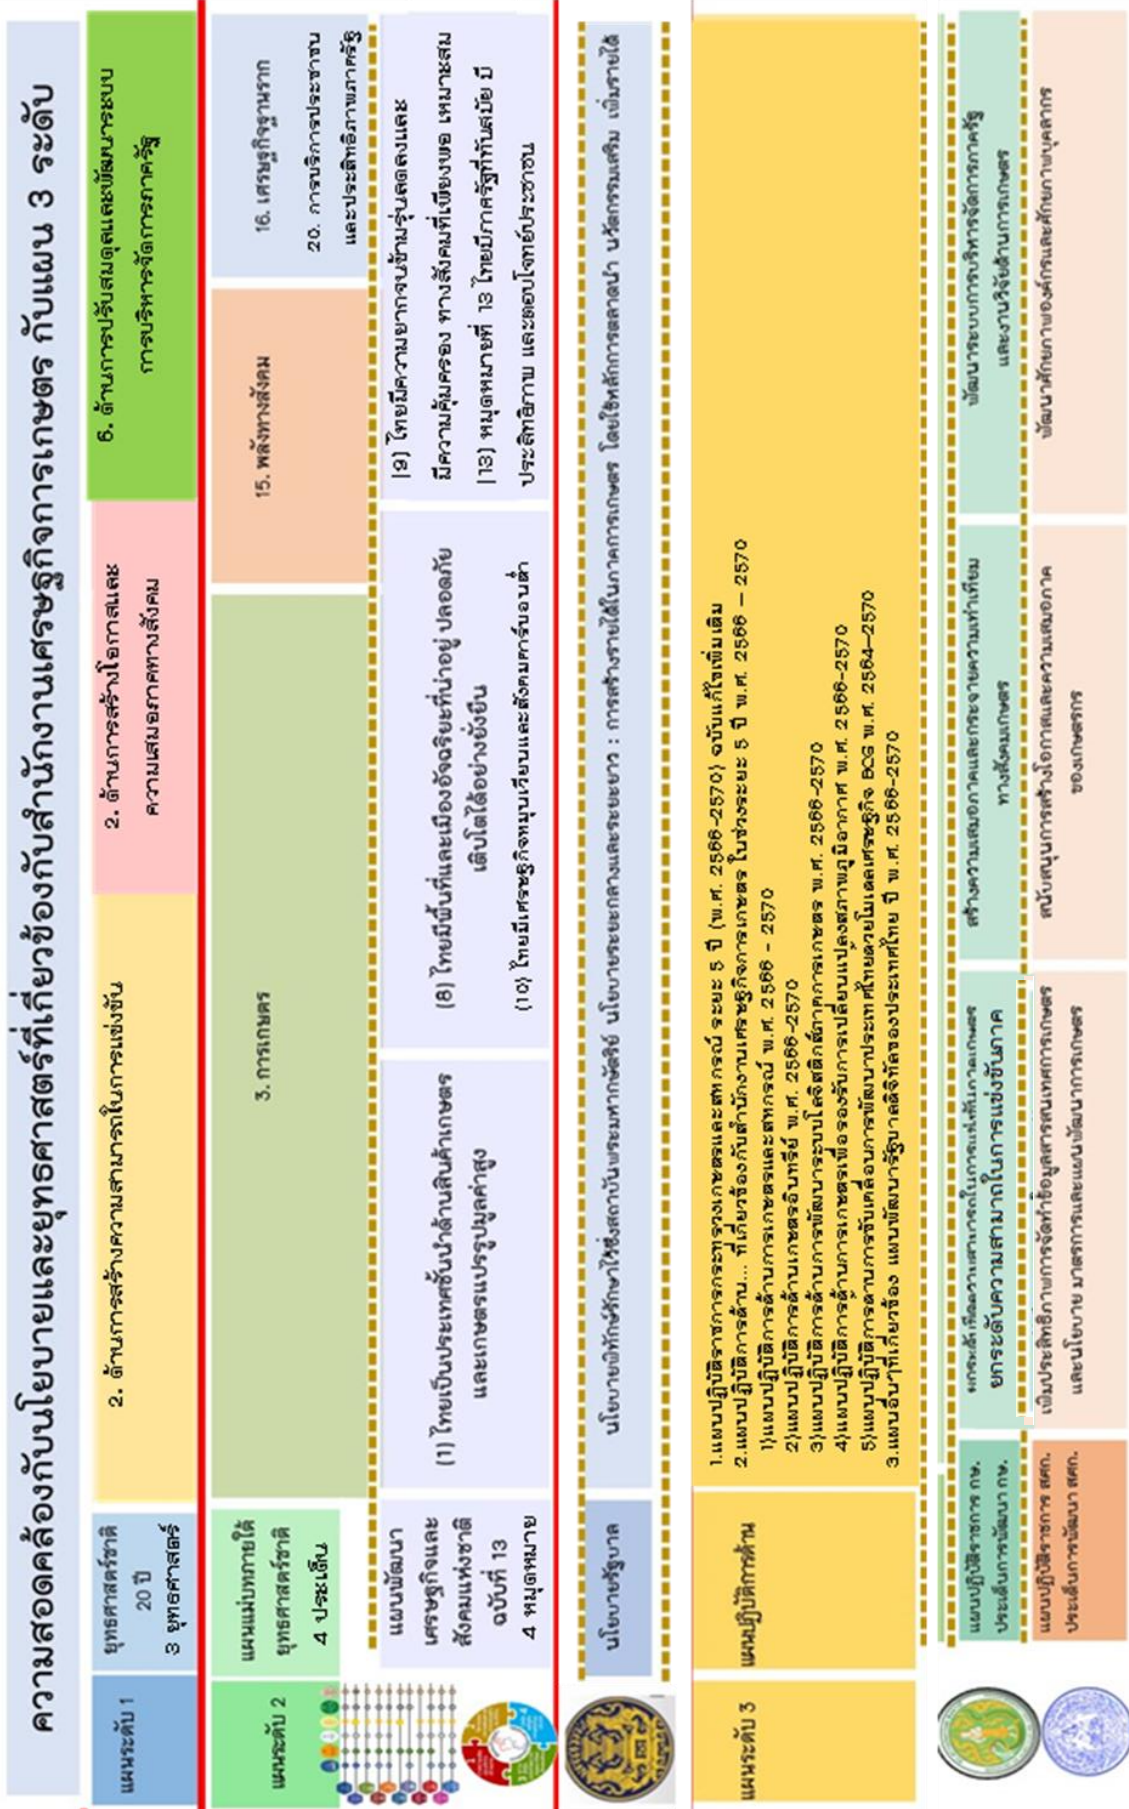 ความสอดคล้องกับนโยบายและยุทธศาสตร์ที่เกี่ยวข้องกับสำนักงานเศรษฐกิจการเกษตร กับแผน 3 ระดับ
แผนระดับ 1
ยุทธศาสตร์ชาติ
20 ปี
3 ยุทธศาสตร์
2. ด้านการสร้างความสามารถในการแข่งขัน
2. ด้านการสร้างโอกาสและ
ความเสมอภาคทางสังคม
6. ด้านการปรับสมดุลและพัฒนาระบบ
การบริหารจัดการภาครัฐ
แผนระดับ 2
แผนแม่บทภายใต้
ยุทธศาสตร์ชาติ
4 ประเด็น
3. การเกษตร
15. พลังทางสังคม
16. เศรษฐกิจฐานราก
20. การบริการประชาชน
และประสิทธิภาพภาครัฐ
แผนพัฒนา
เศรษฐกิจและ
สังคมแห่งชาติ
ฉบับที่ 13
4 หมุดหมาย
(1) ไทยเป็นประเทศชั้นนำด้านสินค้าเกษตร
และเกษตรแปรรูปมูลค่าสูง
(8) ไทยมีพื้นที่และเมืองอัจฉริยะที่น่าอยู่ ปลอดภัย
เติบโตได้อย่างยั่งยืน
(10) ไทยมีเศรษฐกิจหมุนเวียนและสังคมคาร์บอนต่ำ
(9) ไทยมีความยากจนข้ามรุ่นลดลงและ
มีความคุ้มครอง ทางสังคมที่เพียงพอ เหมาะสม
(13) หมุดหมายที่ 13 ไทยมีภาครัฐที่ทันสมัย มี
ประสิทธิภาพ และตอบโจทย์ประชาชน
นโยบายรัฐบาล
นโยบายพิทักษ์รักษาไว้ซึ่งสถาบันพระมหากษัตริย์ นโยบายระยะกลางและระยะยาว : การสร้างรายได้ในภาคการเกษตร โดยใช้หลักการตลาดนำ นวัตกรรมเสริม เพิ่มรายได้
แผนระดับ 3
แผนปฏิบัติการด้าน
1.แผนปฏิบัติราชการกระทรวงเกษตรและสหกรณ์ ระยะ 5 ปี (พ.ศ. 2566-2570) ฉบับแก้ไขเพิ่มเติม
2.แผนปฏิบัติการด้าน... ที่เกี่ยวข้องกับสำนักงานเศรษฐกิจการเกษตร ในช่วงระยะ 5 ปี พ.ศ. 2566 – 2570
1)แผนปฏิบัติการด้านการเกษตรและสหกรณ์ พ.ศ. 2566 - 2570
2)แผนปฏิบัติการด้านเกษตรอินทรีย์ พ.ศ. 2566-2570
3)แผนปฏิบัติการด้านการพัฒนาระบบโลจิสติกส์ภาคการเกษตร พ.ศ. 2566-2570
4)แผนปฏิบัติการด้านการเกษตรเพื่อรองรับการเปลี่ยนแปลงสภาพภูมิอากาศ พ.ศ. 2566-2570
5)แผนปฏิบัติการด้านการขับเคลื่อนการพัฒนาประเทศไทยด้วยโมเดลเศรษฐกิจ BCG พ.ศ. 2564–2570
3.แผนอื่นๆที่เกี่ยวข้อง แผนพัฒนารัฐบาลดิจิทัลของประเทศไทย ปี พ.ศ. 2566-2570
แผนปฏิบัติราชการ กษ.
ประเด็นการพัฒนา กษ.
ยกระดับความสามารถในการแข่งขันภาค
สร้างความเสมอภาคและกระจายความเท่าเทียม
ทางสังคมเกษตร
พัฒนาระบบการบริหารจัดการภาครัฐ
และงานวิจัยด้านการเกษตร
แผนปฏิบัติราชการ สศก.
ประเด็นการพัฒนา สศก.
เพิ่มประสิทธิภาพการจัดทำข้อมูลสารสนเทศการเกษตร
และนโยบาย มาตรการและแผนพัฒนาการเกษตร
สนับสนุนการสร้างโอกาสและความเสมอภาค
ของเกษตรกร
พัฒนาศักยภาพองค์กรและศักยภาพบุคลากร